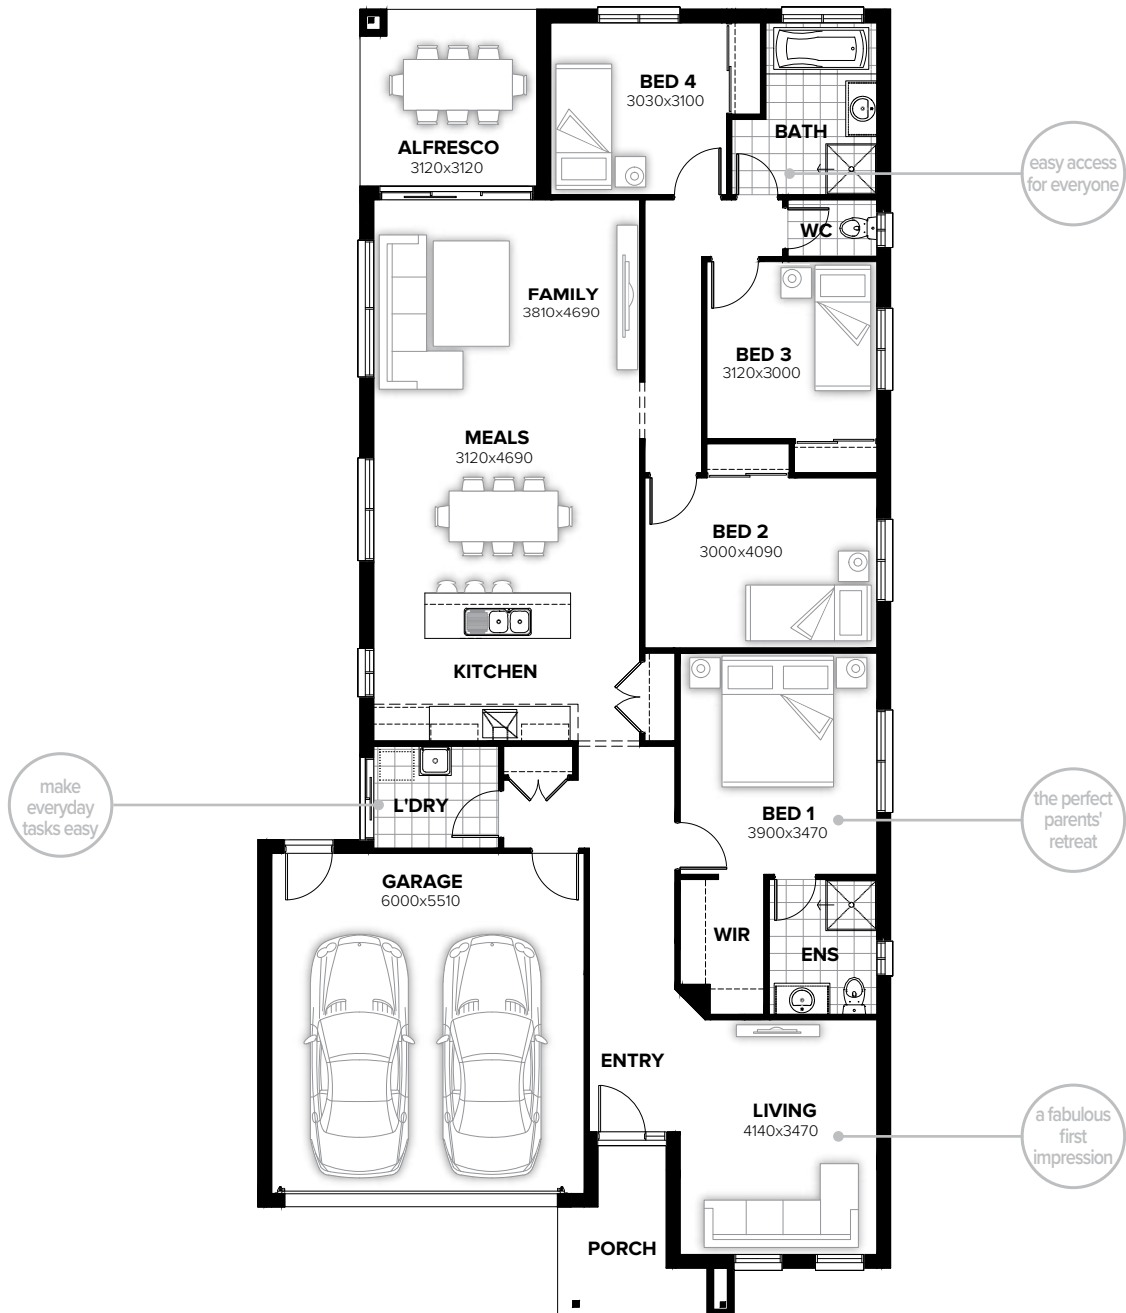 BED 4
3030x3100
BATH
ALFRESCO
3120x3120
easy access
for everyone
WC
FAMILY
3810x4690
BED 3
3120x3000
MEALS
3120x4690
BED 2
3000x4090
KITCHEN
make
everyday
tasks easy
L'DRY
BED 1
3900x3470
the perfect
parents'
retreat
GARAGE
6000x5510
WIR
ENS
ENTRY
LIVING
4140x3470
a fabulous
first
impression
PORCH